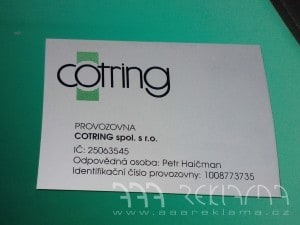 cotring
PROVOZOVNA
COTRING spol. s r.o.
IČ: 25063545
Odpovědná osoba: Petr Haičman
Identifikační číslo provozovny: 1008773735
AAA REKLAMA
www.aaareklama.cz